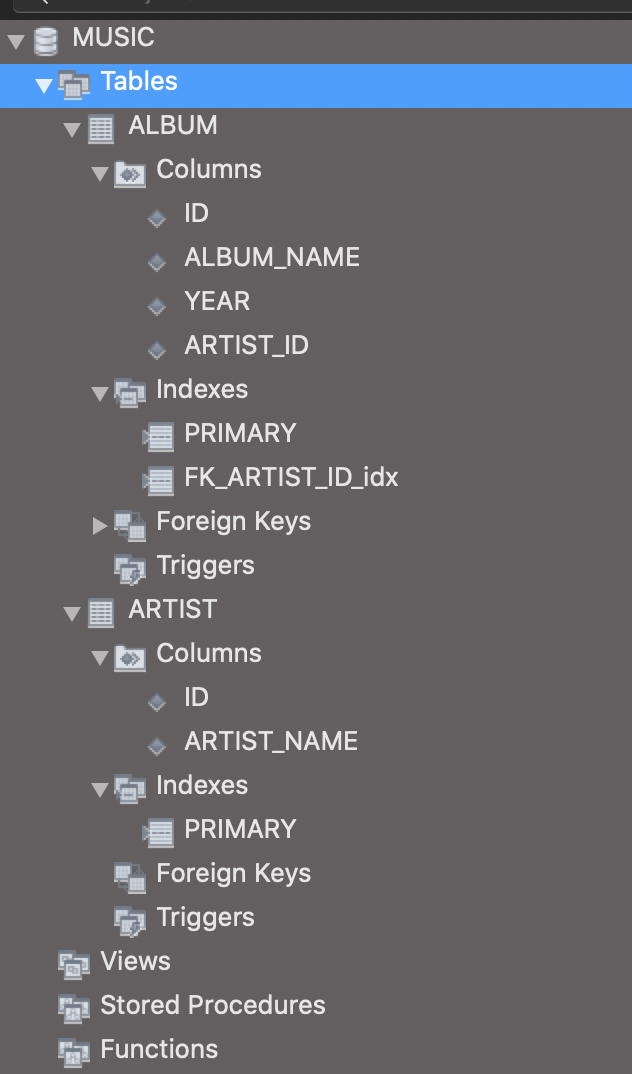 MUSIC
Tables
ALBUM
Columns
ID
ALBUM_NAME
YEAR
ARTIST_ID
Indexes
PRIMARY
FK_ARTIST_ID_idx
Foreign Keys
Triggers
ARTIST
Columns
ID
ARTIST_NAME
Indexes
PRIMARY
Foreign Keys
Triggers
Views
Stored Procedures
Functions